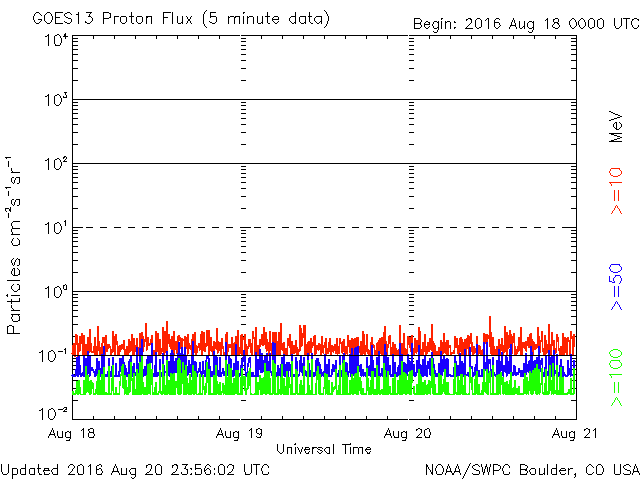 GOES13 Proton Flux (5 minute data)
Begin: 2016 Aug 18 0000 UTC
Particles cm⁻²s⁻¹sr⁻¹
10⁴
10³
10²
10¹
10⁰
10⁻¹
10⁻²
Aug 18
Aug 19
Aug 20
Aug 21
Universal Time
MeV
>=10
>=50
>=100
Updated 2016 Aug 20 23:56:02 UTC
NOAA/SWPC Boulder, CO USA